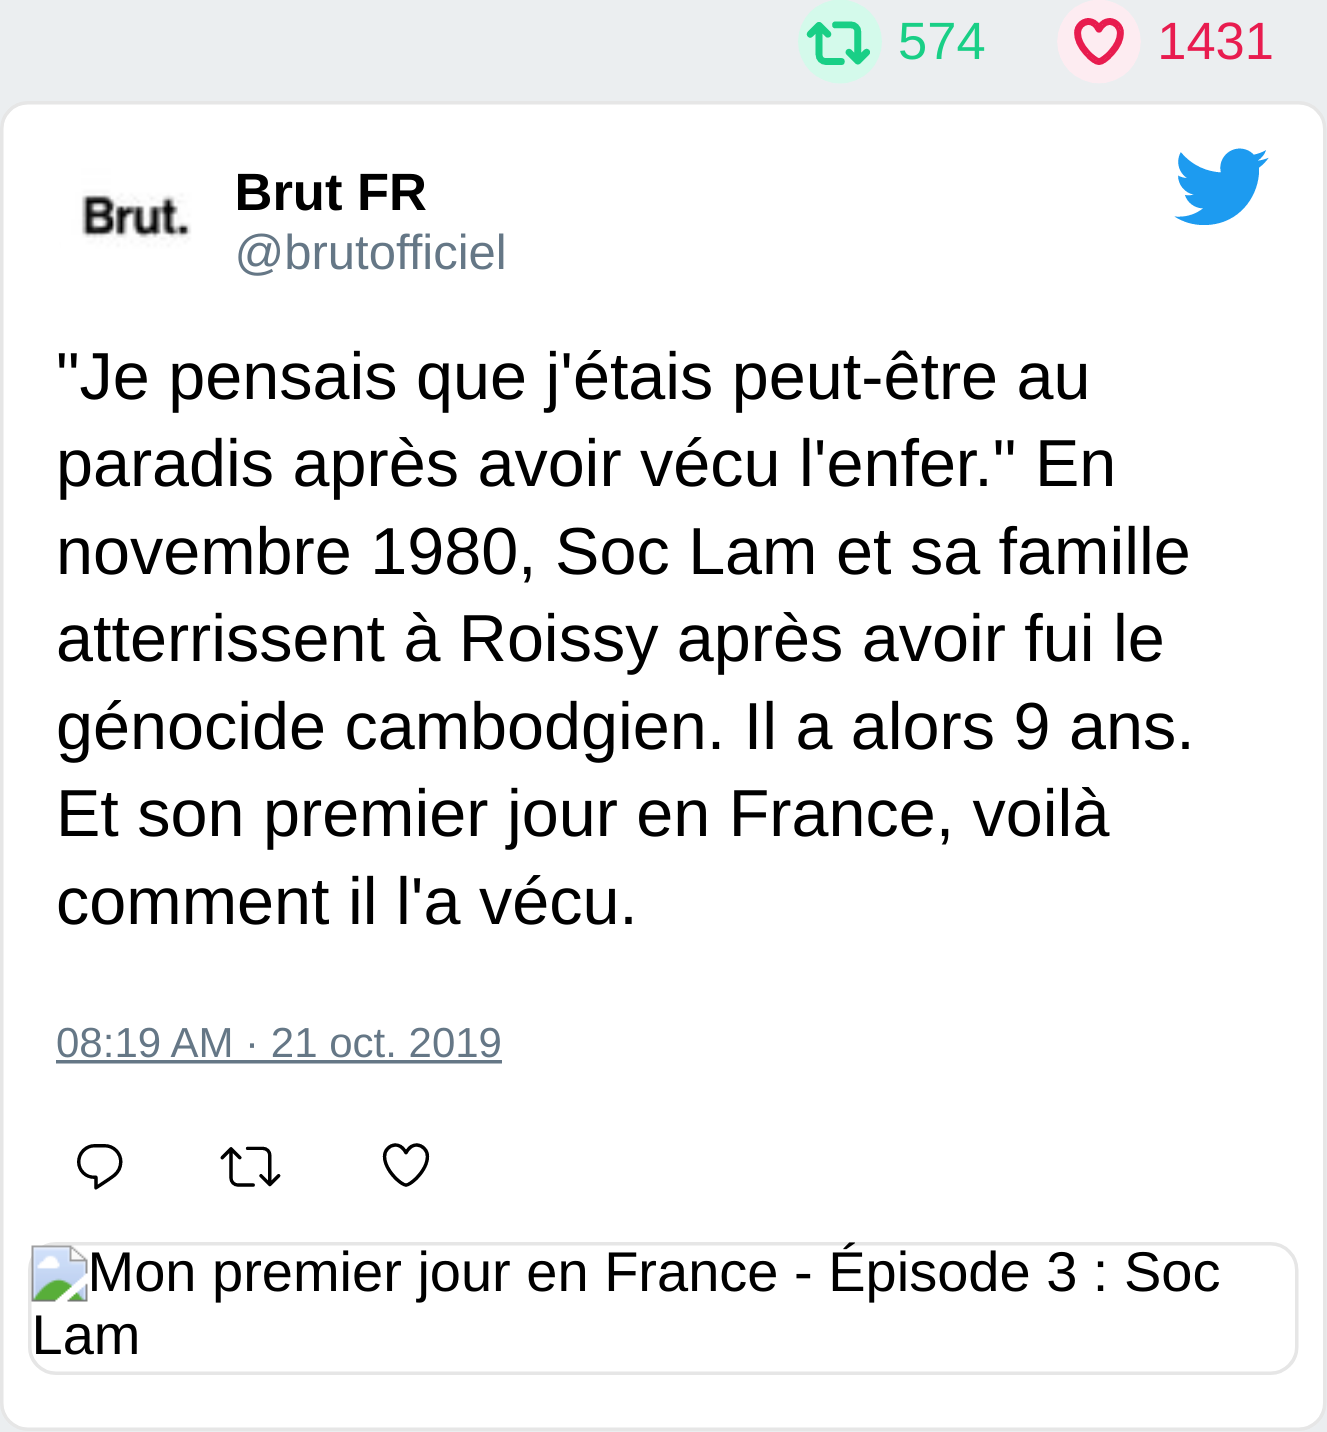 574 1431
Brut.
Brut FR
@brutofficiel
"Je pensais que j'étais peut-être au
paradis après avoir vécu l'enfer." En
novembre 1980, Soc Lam et sa famille
atterrissent à Roissy après avoir fui le
génocide cambodgien. Il a alors 9 ans.
Et son premier jour en France, voilà
comment il l'a vécu.
08:19 AM · 21 oct. 2019
Mon premier jour en France - Épisode 3 : Soc
Lam